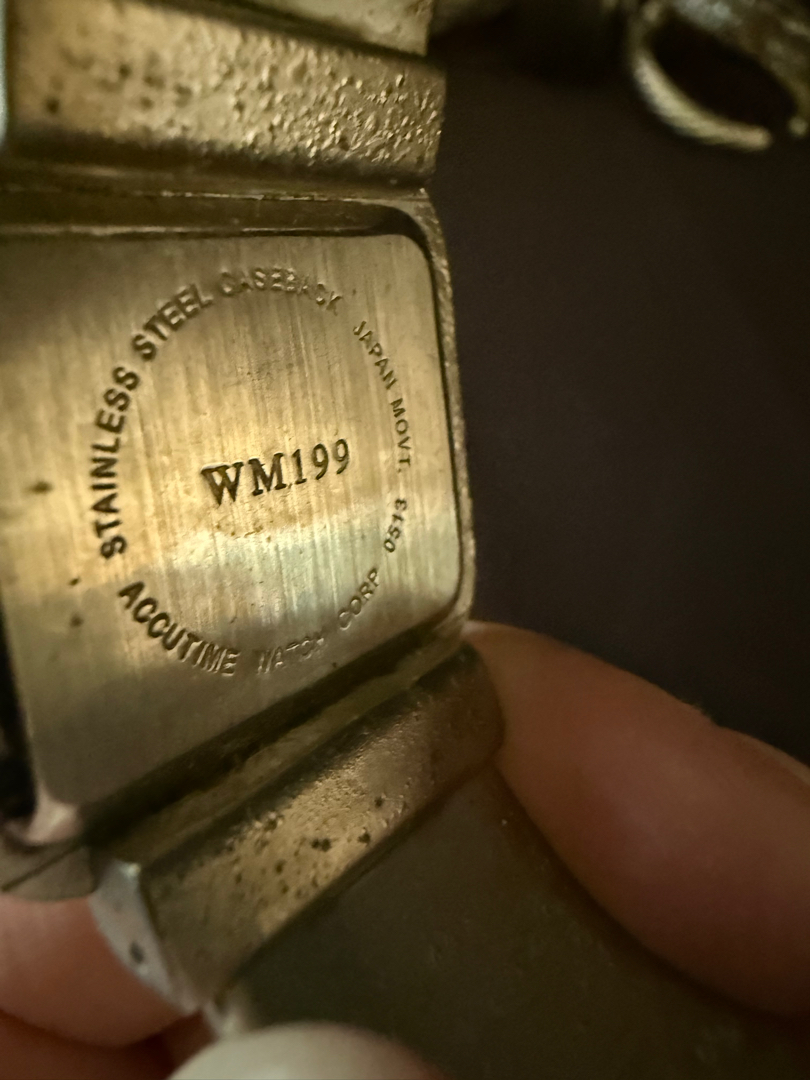 STAINLESS STEEL CASEBACK
JAPAN MOVT.
0513
WM199
ACCUTIME WATCH CORP